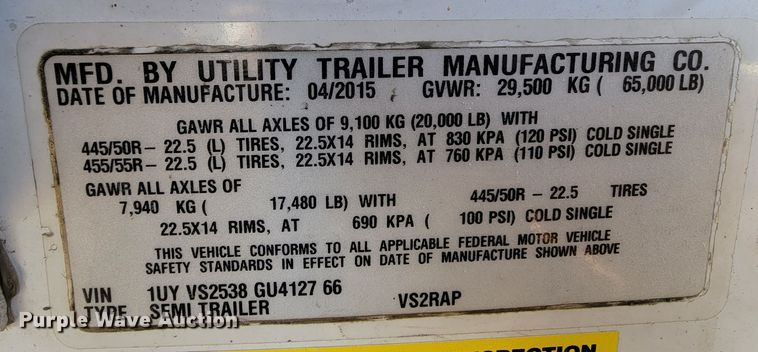 MFD. BY UTILITY TRAILER MANUFACTURING CO.
DATE OF MANUFACTURE: 04/2015 GVWR: 29,500 KG ( 65,000 LB)
GAWR ALL AXLES OF 9,100 KG (20,000 LB) WITH
445/50R– 22.5 (L) TIRES, 22.5X14 RIMS, AT 830 KPA (120 PSI) COLD SINGLE
455/55R– 22.5 (L) TIRES, 22.5X14 RIMS, AT 760 KPA (110 PSI) COLD SINGLE
GAWR ALL AXLES OF
7,940 KG ( 17,480 LB) WITH 445/50R – 22.5 TIRES
22.5X14 RIMS, AT 690 KPA ( 100 PSI) COLD SINGLE
THIS VEHICLE CONFORMS TO ALL APPLICABLE FEDERAL MOTOR VEHICLE
SAFETY STANDARDS IN EFFECT ON DATE OF MANUFACTURE SHOWN ABOVE
VIN 1UY VS2538 GU4127 66
TYPE SEMI TRAILER VS2RAP
Purple Wave Auction
INSPECTION